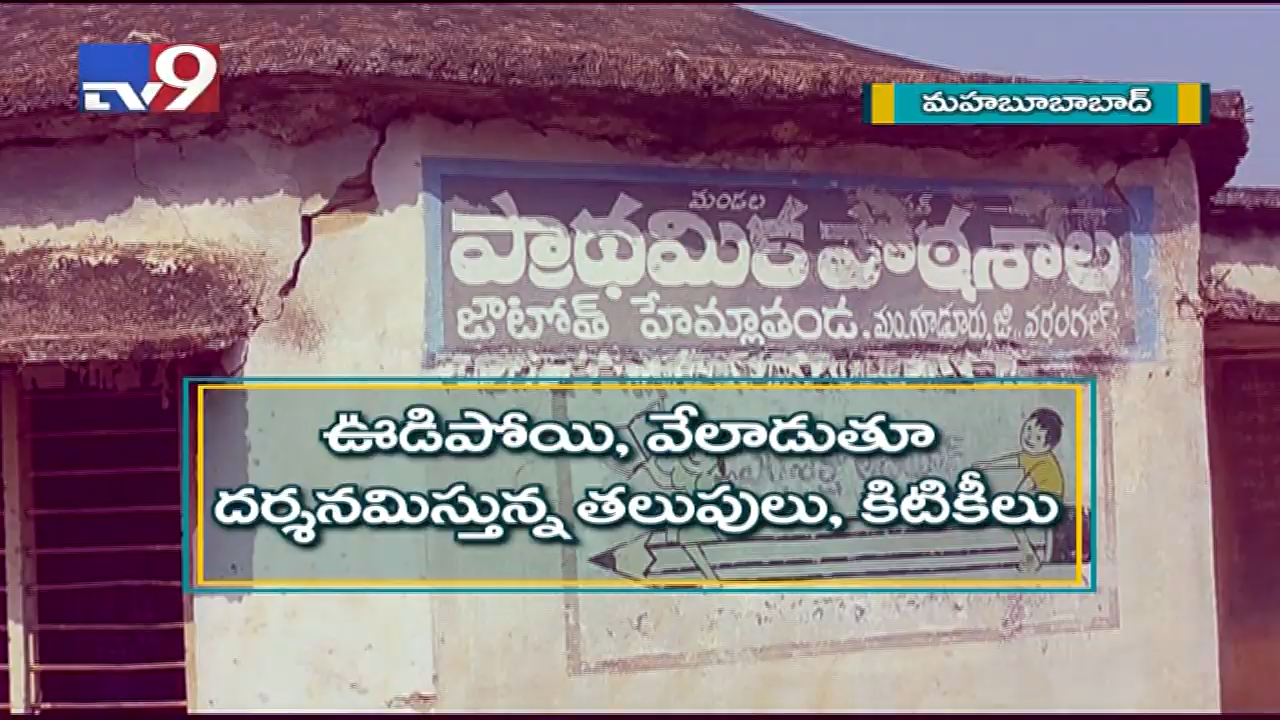 TV9
మహబూబాబాద్
మండల
ప్రాథమిక పాఠశాల
జౌటోత్ హేమ్లాతండ. మం.గూడూరు, జి.. వరంగల్
ఊడిపోయి, వేలాడుతూ
దర్శనమిస్తున్న తలుపులు, కిటికీలు